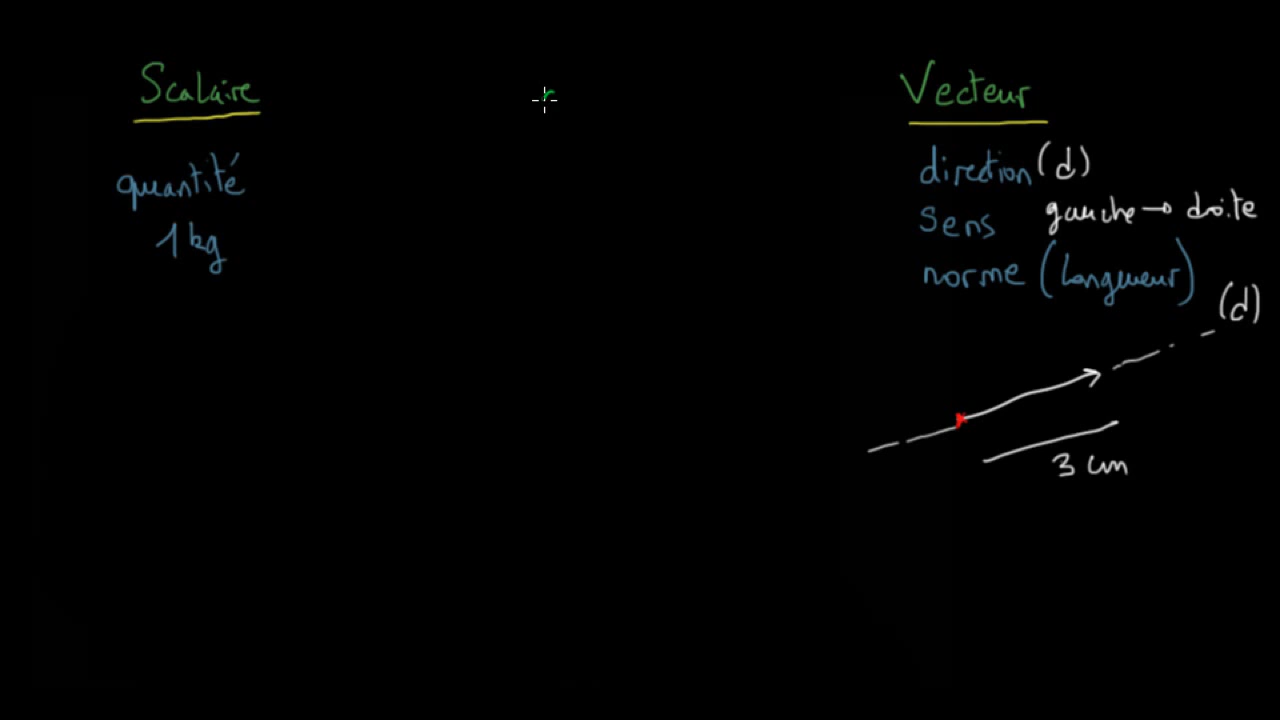 Scalaire
quantité
1 kg
Vecteur
direction (d)
Sens gauche → droite
norme (longueur)
(d)
3 cm